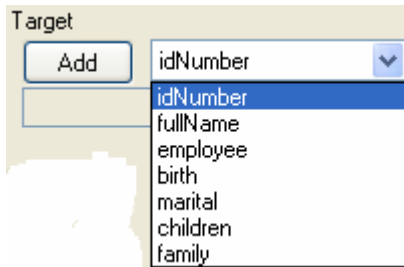 Target
Add idNumber
idNumber
fullName
employee
birth
marital
children
family